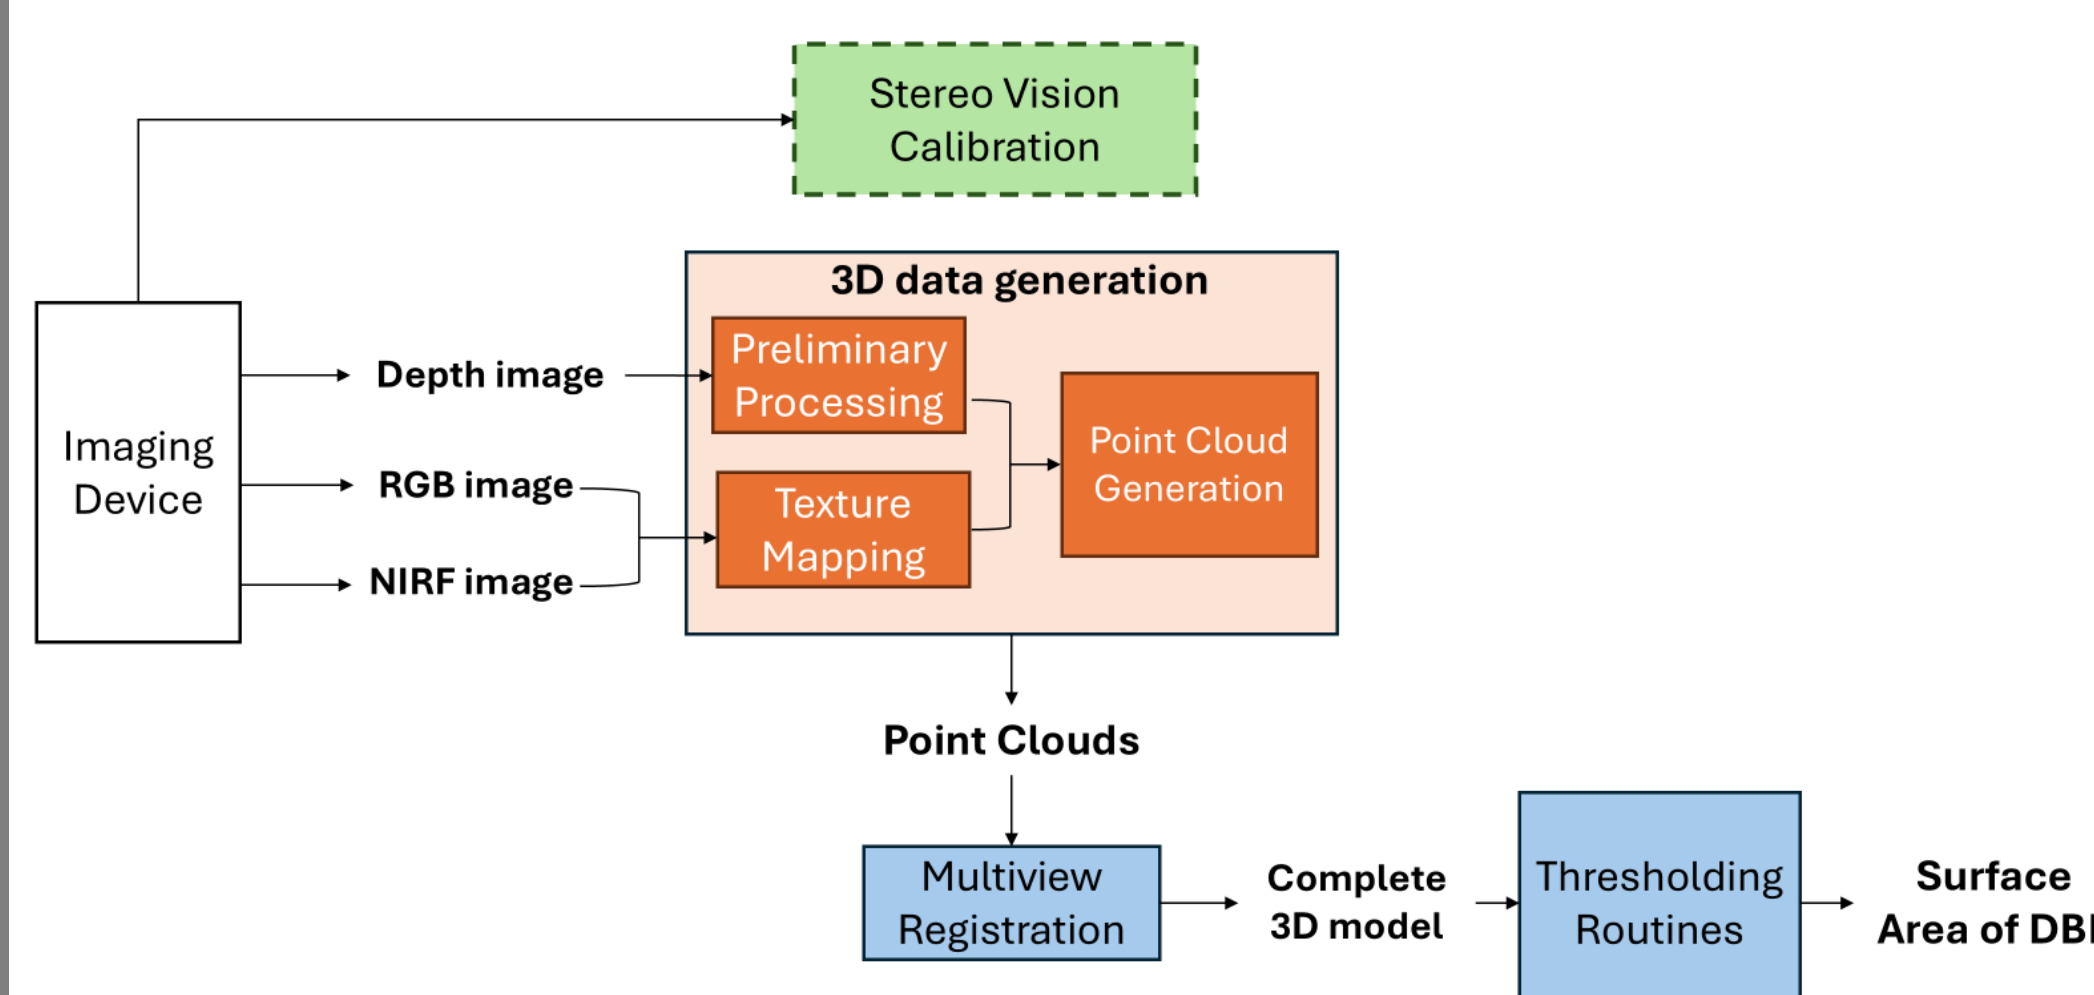 Stereo Vision
Calibration
3D data generation
Imaging
Device
Depth image
RGB image
NIRF image
Preliminary
Processing
Texture
Mapping
Point Cloud
Generation
Point Clouds
Multiview
Registration
Complete
3D model
Thresholding
Routines
Surface
Area of